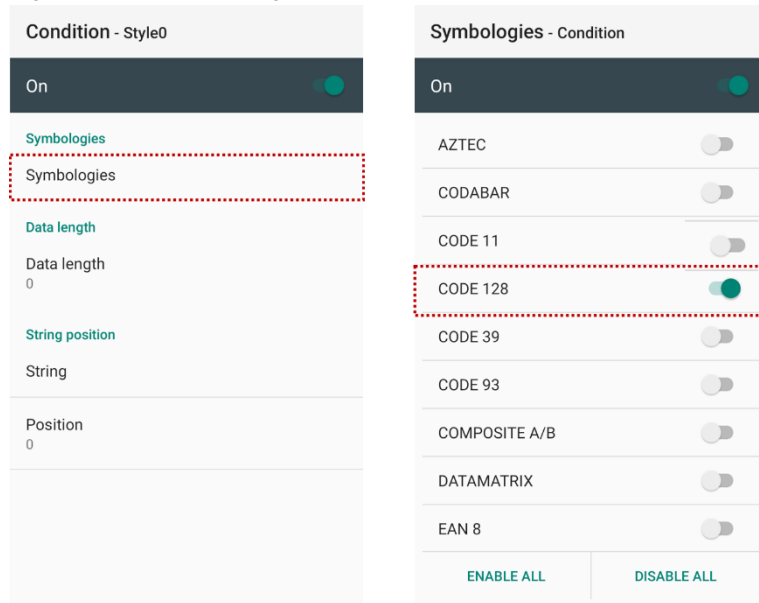 Condition - Style0
On
Symbologies
Symbologies
Data length
Data length
0
String position
String
Position
0
Symbologies - Condition
On
AZTEC
CODABAR
CODE 11
CODE 128
CODE 39
CODE 93
COMPOSITE A/B
DATAMATRIX
EAN 8
ENABLE ALL DISABLE ALL